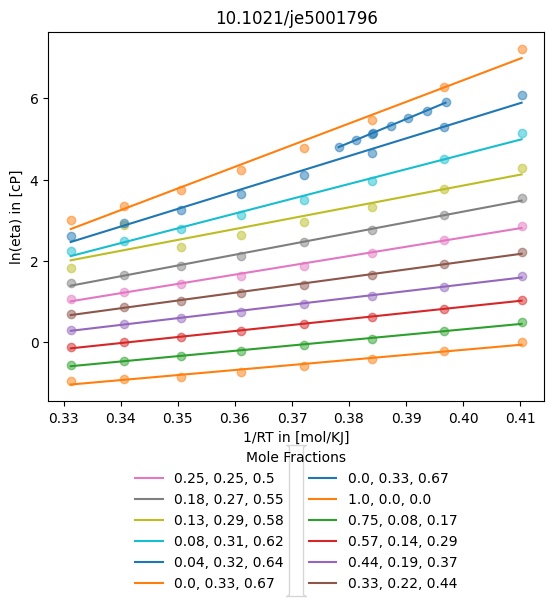 10.1021/je5001796
ln(eta) in [cP]
6
4
2
0
0.33 0.34 0.35 0.36 0.37 0.38 0.39 0.40 0.41
1/RT in [mol/KJ]
Mole Fractions
0.25, 0.25, 0.5
0.18, 0.27, 0.55
0.13, 0.29, 0.58
0.08, 0.31, 0.62
0.04, 0.32, 0.64
0.0, 0.33, 0.67
0.0, 0.33, 0.67
1.0, 0.0, 0.0
0.75, 0.08, 0.17
0.57, 0.14, 0.29
0.44, 0.19, 0.37
0.33, 0.22, 0.44